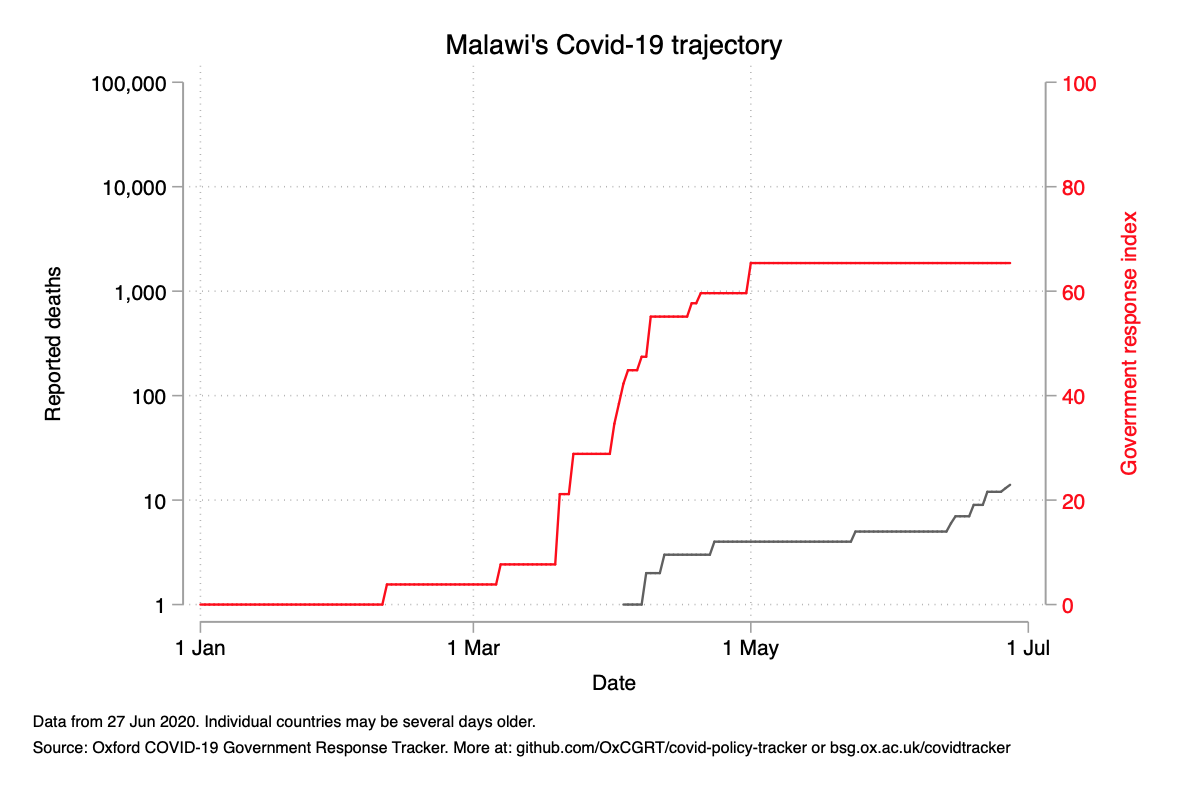 Malawi's Covid-19 trajectory
100,000
10,000
1,000
100
10
1
Reported deaths
100
80
60
40
20
0
Government response index
1 Jan
1 Mar
1 May
1 Jul
Date
Data from 27 Jun 2020. Individual countries may be several days older.
Source: Oxford COVID-19 Government Response Tracker. More at: github.com/OxCGRT/covid-policy-tracker or bsg.ox.ac.uk/covidtracker